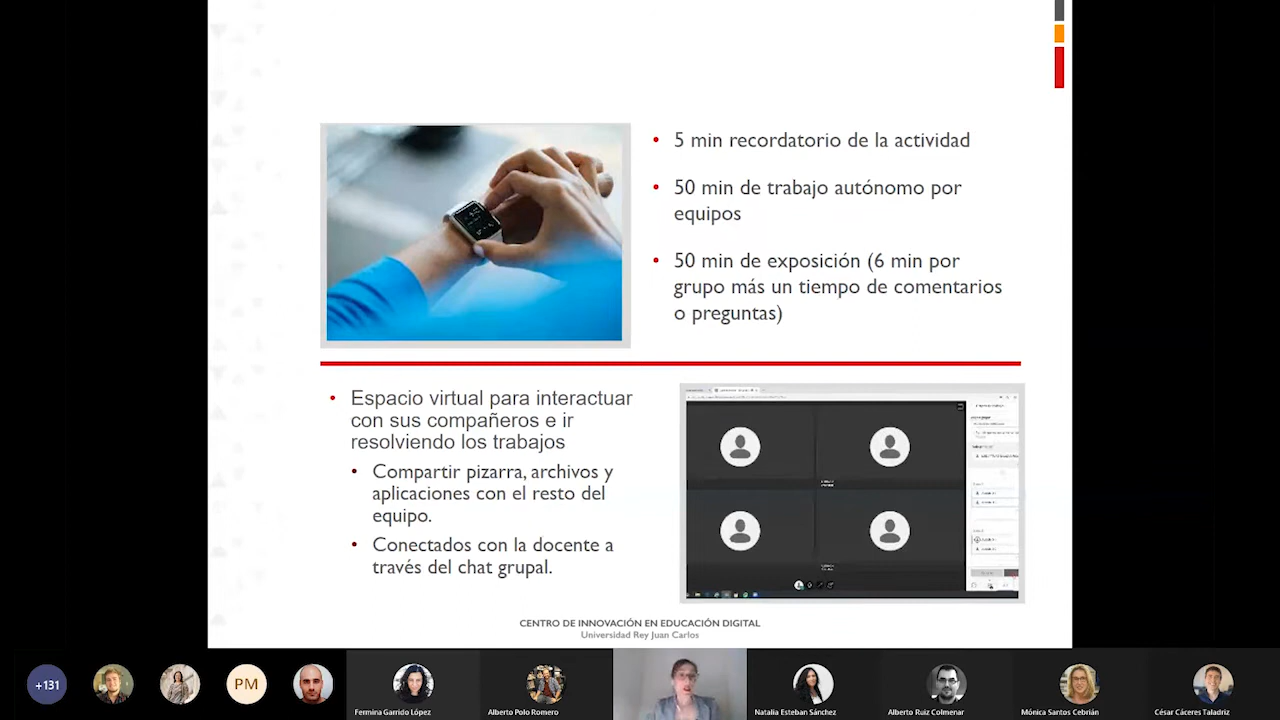 • 5 min recordatorio de la actividad
• 50 min de trabajo autónomo por
equipos
• 50 min de exposición (6 min por
grupo más un tiempo de comentarios
o preguntas)
• Espacio virtual para interactuar
con sus compañeros e ir
resolviendo los trabajos
• Compartir pizarra, archivos y
aplicaciones con el resto del
equipo.
• Conectados con la docente a
través del chat grupal.
CENTRO DE INNOVACIÓN EN EDUCACIÓN DIGITAL
Universidad Rey Juan Carlos
+131
PM
Fermina Garrido López
Alberto Polo Romero
Natalia Esteban Sánchez
Alberto Ruiz Colmenar
Mónica Santos Cebrián
César Cáceres Taladriz